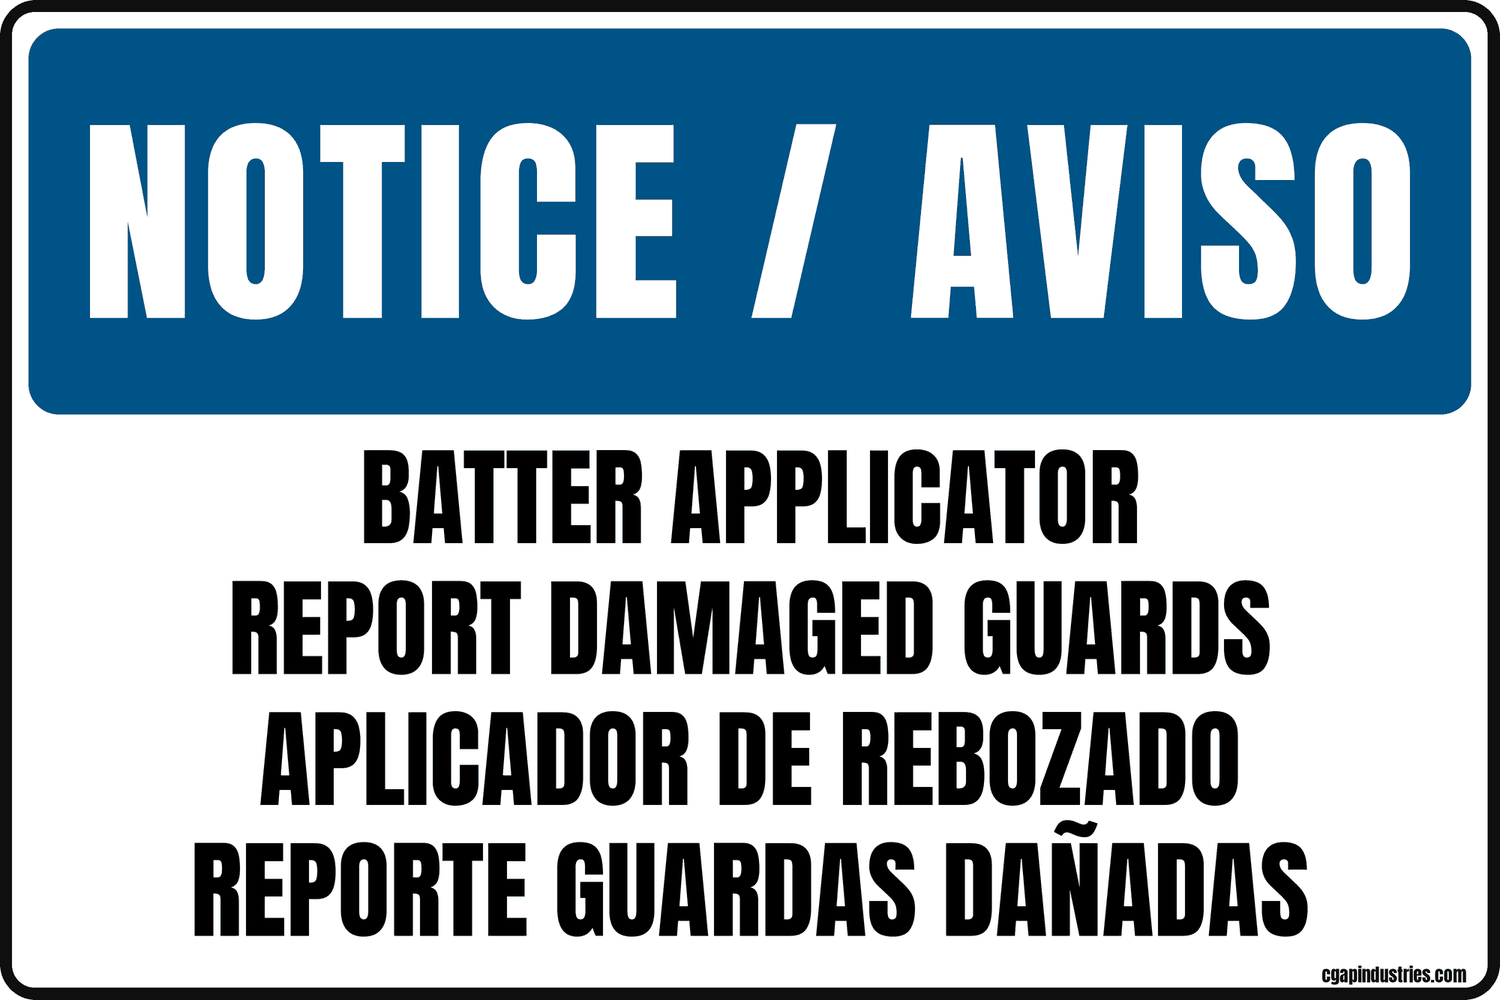 NOTICE / AVISO
BATTER APPLICATOR
REPORT DAMAGED GUARDS
APLICADOR DE REBOZADO
REPORTE GUARDAS DAÑADAS
cgapindustries.com